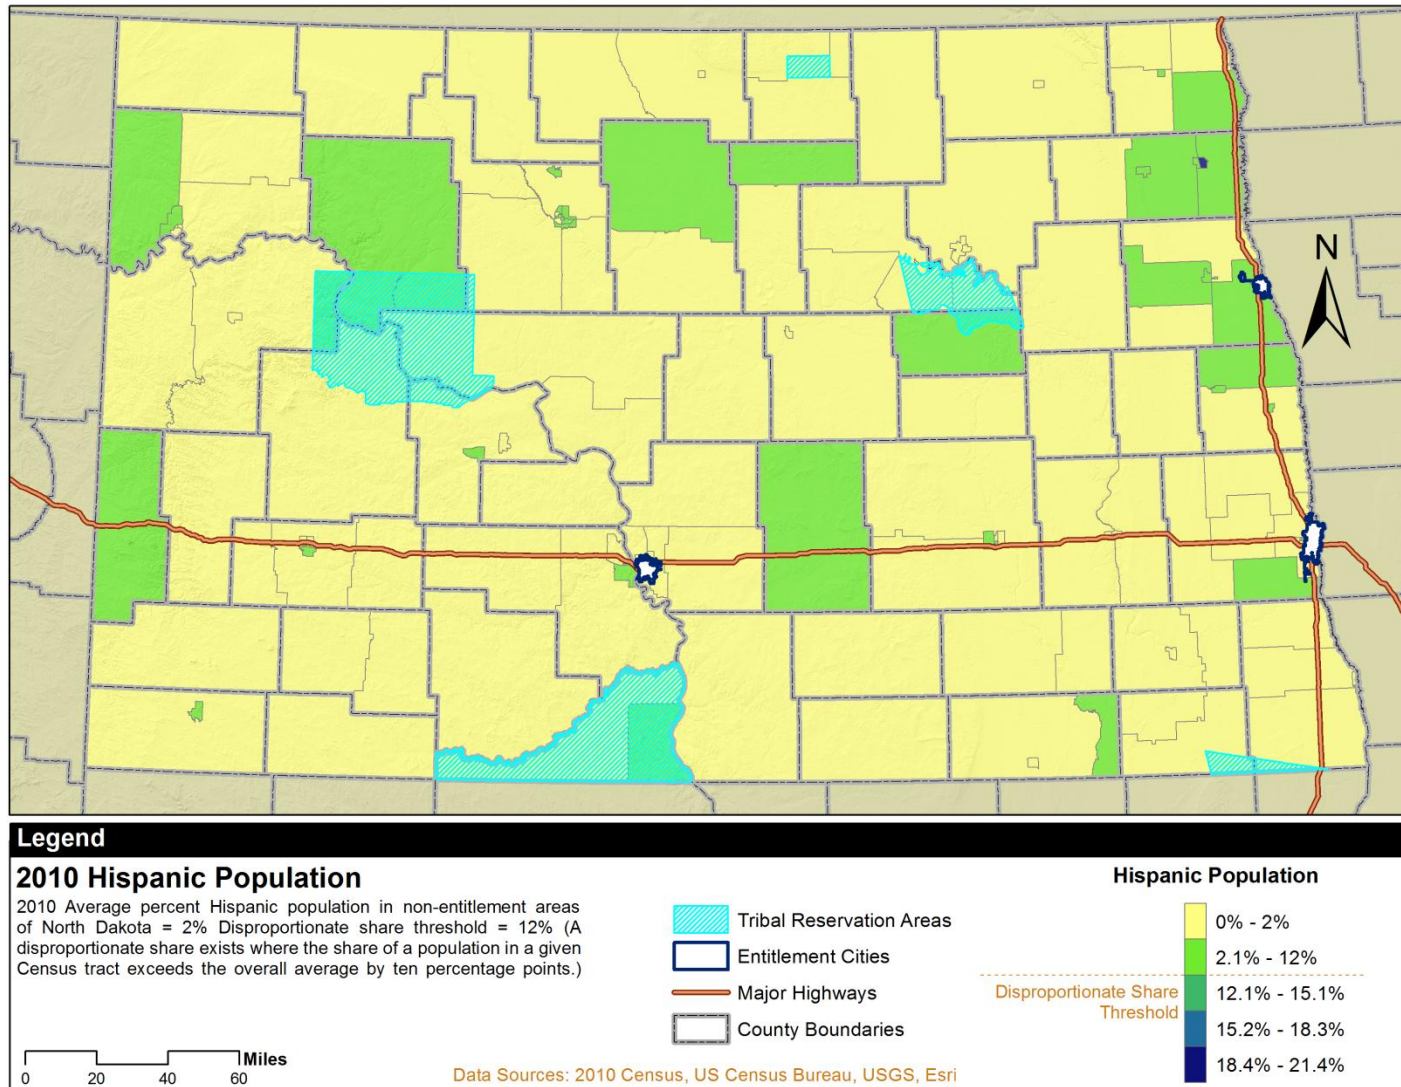 N
Legend
2010 Hispanic Population
2010 Average percent Hispanic population in non-entitlement areas
of North Dakota = 2% Disproportionate share threshold = 12% (A
disproportionate share exists where the share of a population in a given
Census tract exceeds the overall average by ten percentage points.)
Miles
0 20 40 60
Tribal Reservation Areas
Entitlement Cities
Major Highways
County Boundaries
Data Sources: 2010 Census, US Census Bureau, USGS, Esri
Hispanic Population
0% - 2%
2.1% - 12%
Disproportionate Share
Threshold
12.1% - 15.1%
15.2% - 18.3%
18.4% - 21.4%